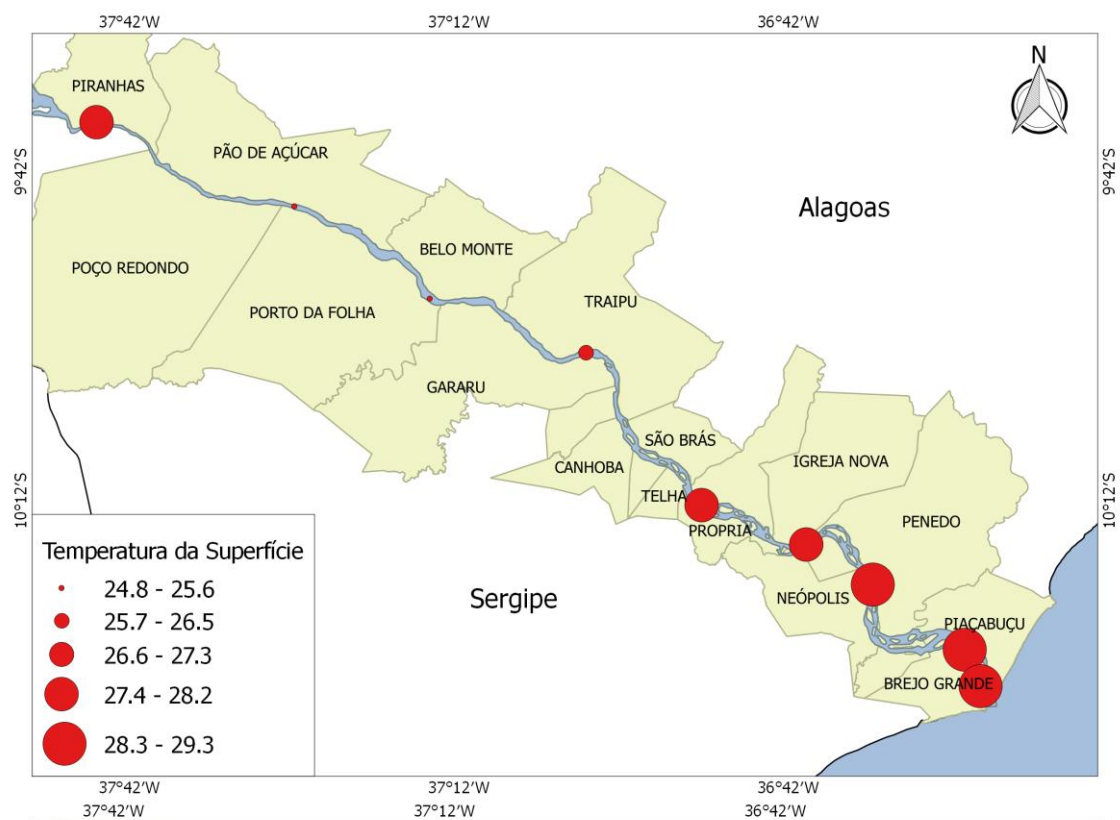 37°42′W 37°12′W 36°42′W
N
PIRANHAS
9°42′S 9°42′S
PÃO DE AÇÚCAR
Alagoas
BELO MONTE
POÇO REDONDO
TRAIPU
PORTO DA FOLHA
GARARU
SÃO BRÁS
IGREJA NOVA
CANHOBA
10°12′S 10°12′S
TELHA
PENEDO
PROPRIA
Temperatura da Superfície
24.8 - 25.6
25.7 - 26.5
26.6 - 27.3
27.4 - 28.2
28.3 - 29.3
Sergipe
NEÓPOLIS
PIAÇABUÇU
BREJO GRANDE
37°42′W 37°12′W 36°42′W
37°42′W 37°12′W 36°42′W